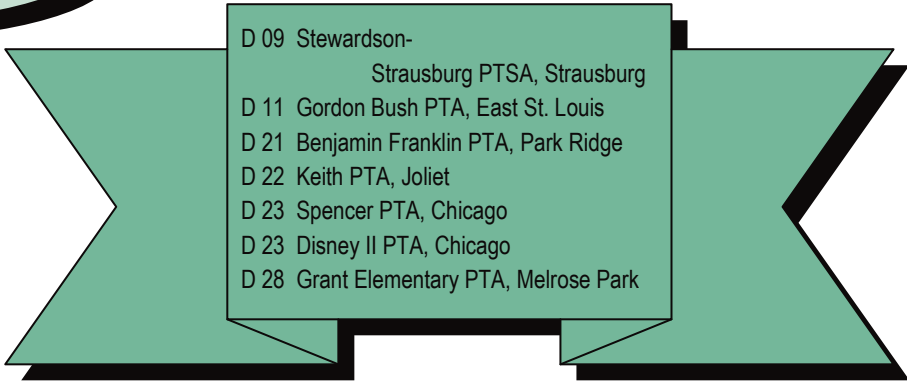 D 09 Stewardson-
Strausburg PTSA, Strausburg
D 11 Gordon Bush PTA, East St. Louis
D 21 Benjamin Franklin PTA, Park Ridge
D 22 Keith PTA, Joliet
D 23 Spencer PTA, Chicago
D 23 Disney II PTA, Chicago
D 28 Grant Elementary PTA, Melrose Park